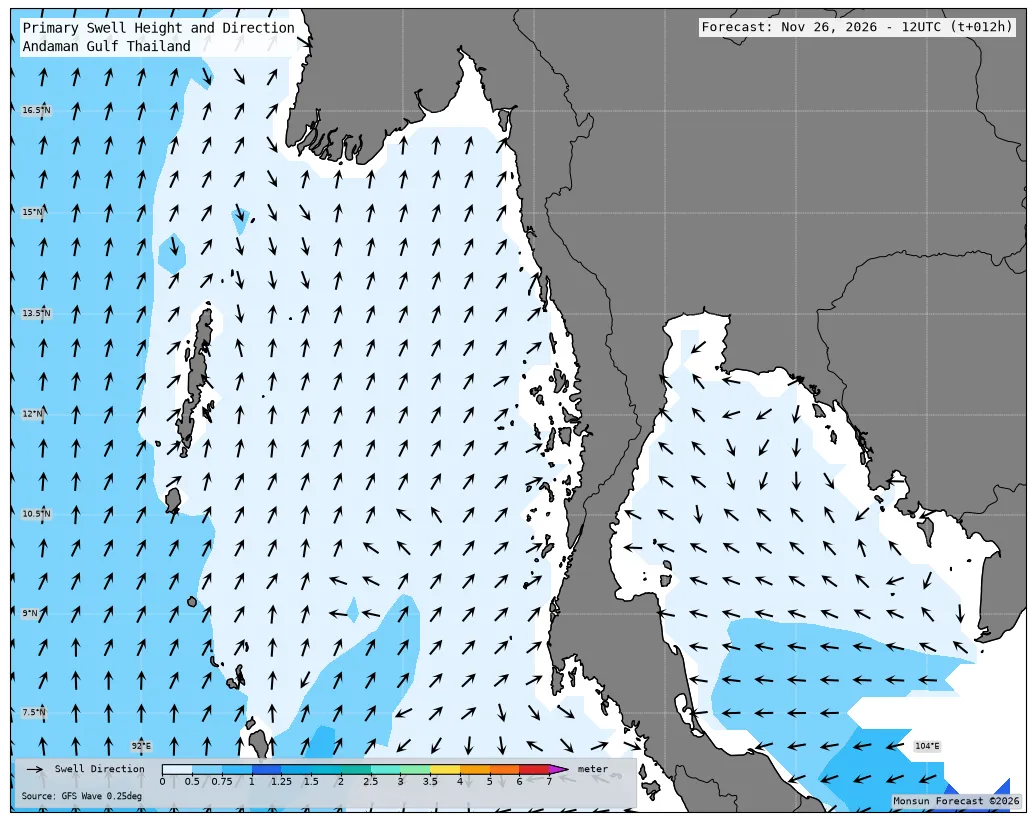 Primary Swell Height and Direction
Andaman Gulf Thailand
Forecast: Nov 26, 2026 - 12UTC (t+012h)
16.5°N
15°N
13.5°N
12°N
10.5°N
9°N
7.5°N
92°E
104°E
Swell Direction
0 0.5 0.75 1 1.25 1.5 2 2.5 3 3.5 4 5 6 7
meter
Source: GFS Wave 0.25deg
Monsun Forecast ©2026